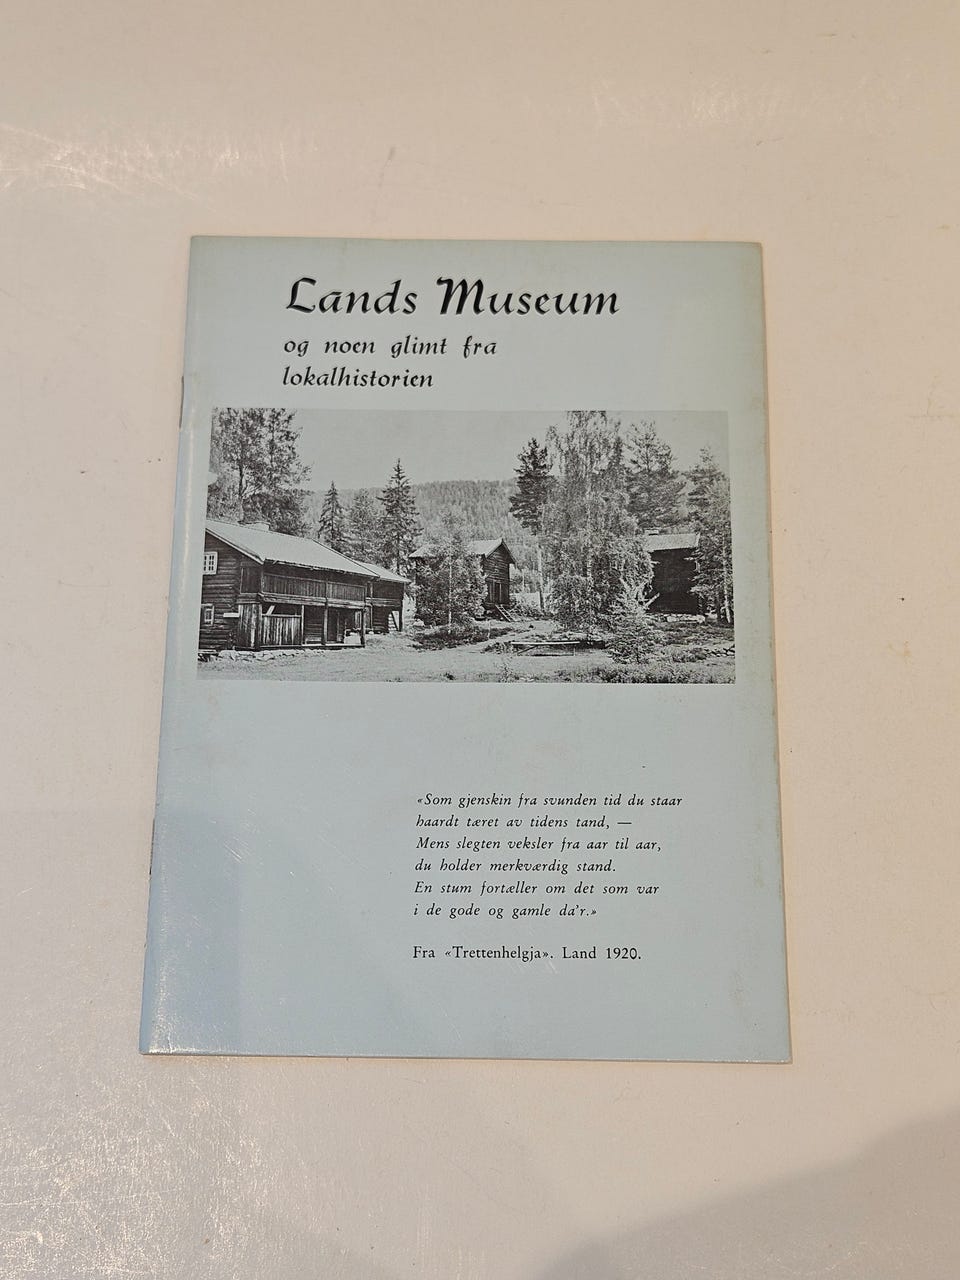 Lands Museum
og noen glimt fra
lokalhistorien
«Som gjenskin fra svunden tid du staar
haardt tæret av tidens tand, —
Mens slegten veksler fra aar til aar,
du holder merkværdig stand.
En stum fortæller om det som var
i de gode og gamle da'r.»
Fra «Trettenhelgja». Land 1920.